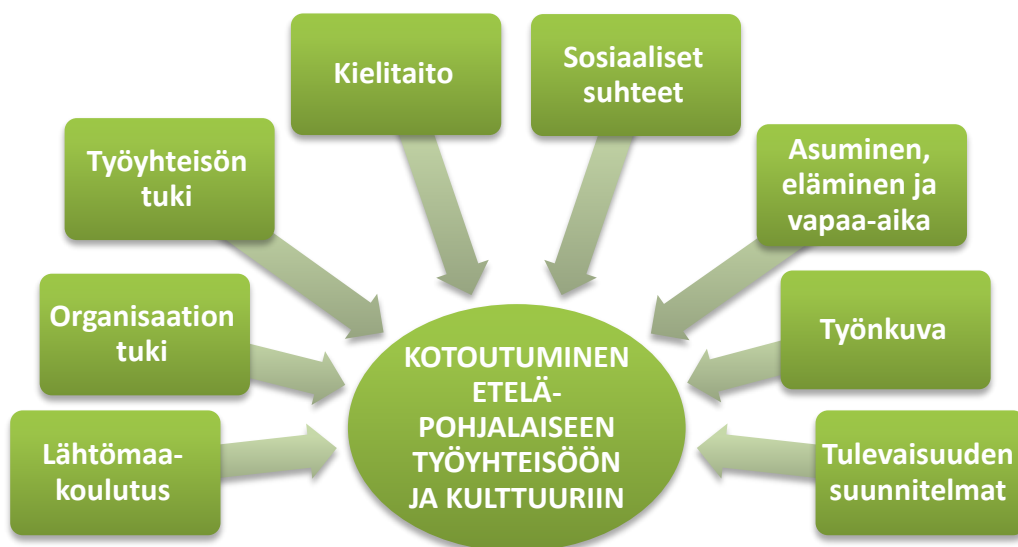 Kielitaito
Sosiaaliset
suhteet
Työyhteisön
tuki
Asuminen,
eläminen ja
vapaa-aika
Organisaation
tuki
Työnkuva
Lähtömaa-
koulutus
KOTOUTUMINEN
ETELÄ-
POHJALAISEEN
TYÖYHTEISÖÖN
JA KULTTUURIIN
Tulevaisuuden
suunnitelmat